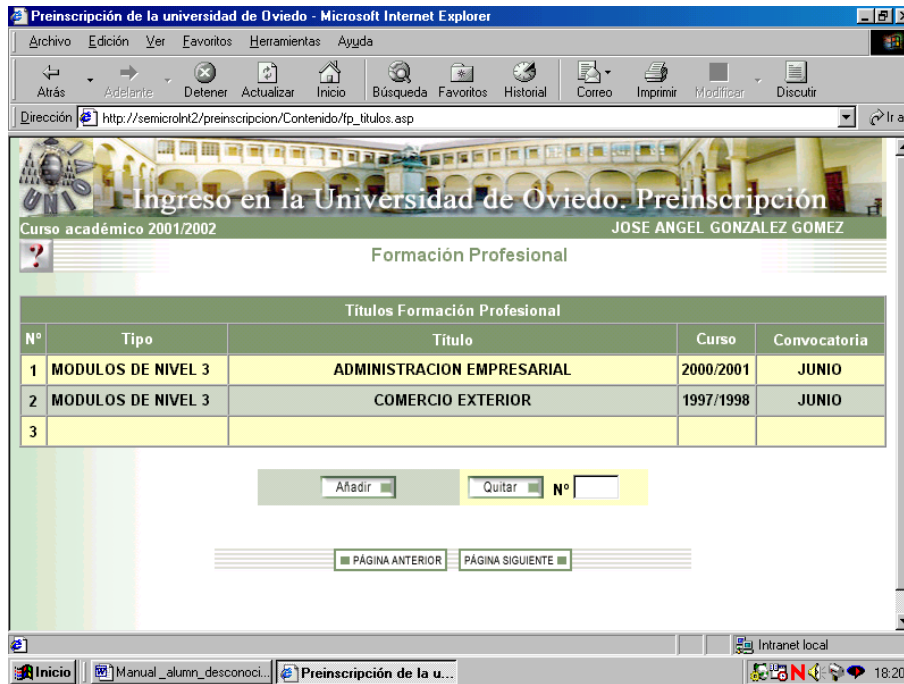 Preinscripción de la universidad de Oviedo - Microsoft Internet Explorer
Archivo Edición Ver Favoritos Herramientas Ayuda
Atrás Adelante Detener Actualizar Inicio Búsqueda Favoritos Historial Correo Imprimir Modificar Discutir
Dirección http://semicroInt2/preinscripcion/Contenido/fp_titulos.asp Ir a
Ingreso en la Universidad de Oviedo. Preinscripción
Curso académico 2001/2002 JOSE ANGEL GONZALEZ GOMEZ
? Formación Profesional
Títulos Formación Profesional
Nº Tipo Título Curso Convocatoria
1 MODULOS DE NIVEL 3 ADMINISTRACION EMPRESARIAL 2000/2001 JUNIO
2 MODULOS DE NIVEL 3 COMERCIO EXTERIOR 1997/1998 JUNIO
3
Añadir Quitar Nº
PÁGINA ANTERIOR PÁGINA SIGUIENTE
Intranet local
Inicio Manual _alumn_desconoci... Preinscripción de la u... N 18:20